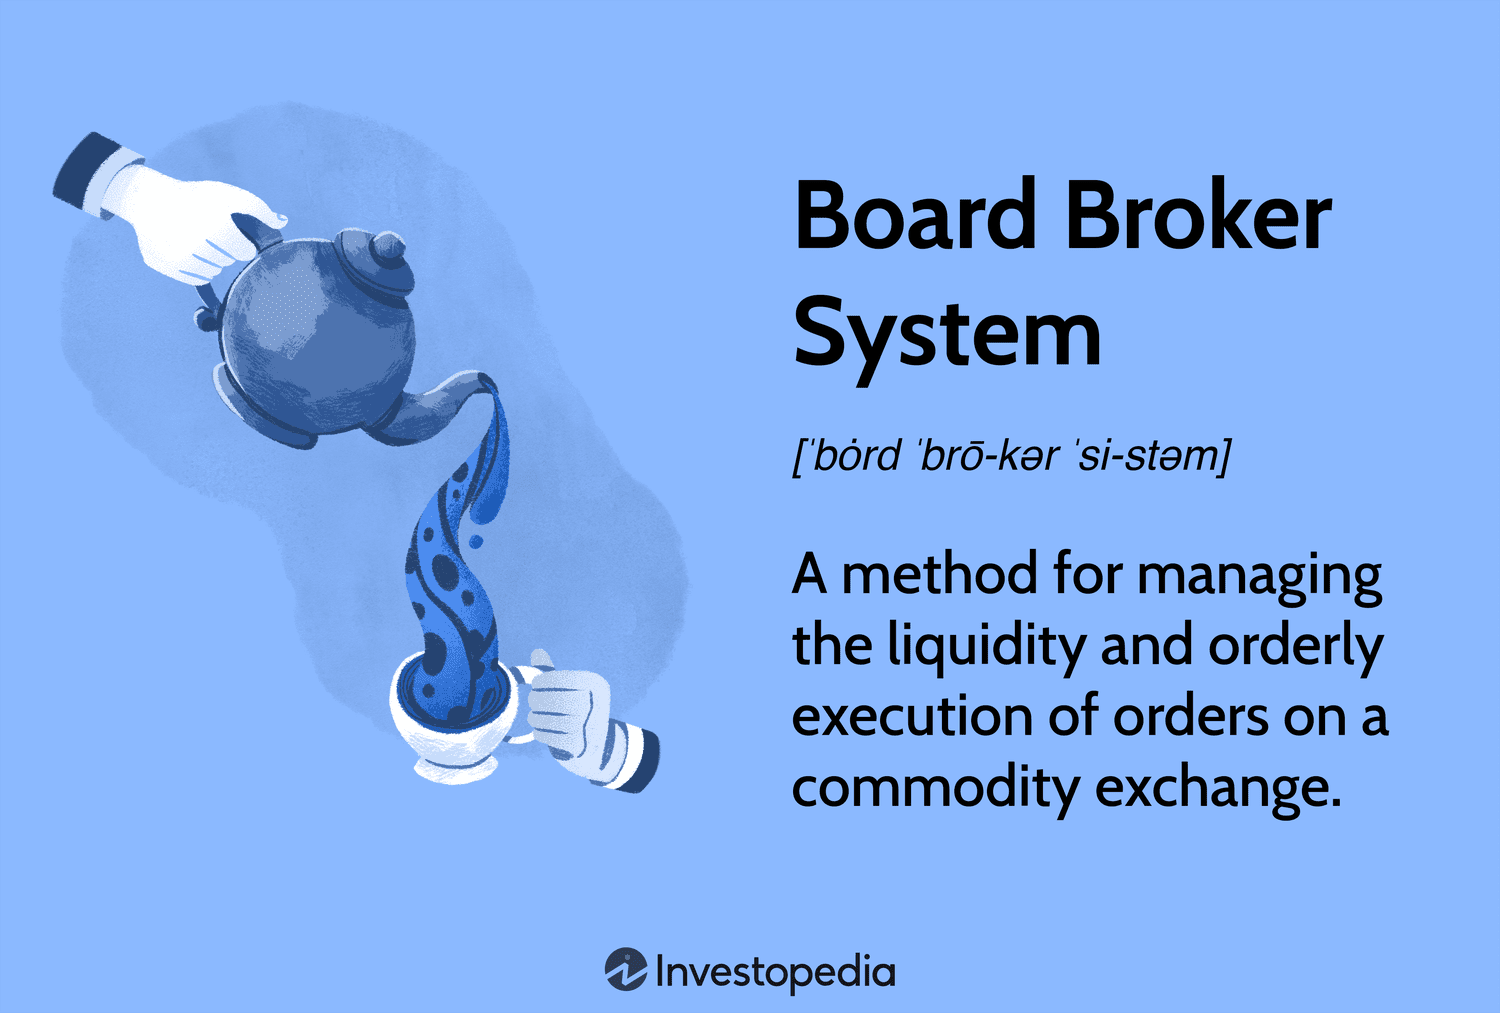 Board Broker
System
[ˈbȯrd ˈbrō-kər ˈsi-stəm]
A method for managing
the liquidity and orderly
execution of orders on a
commodity exchange.
Investopedia